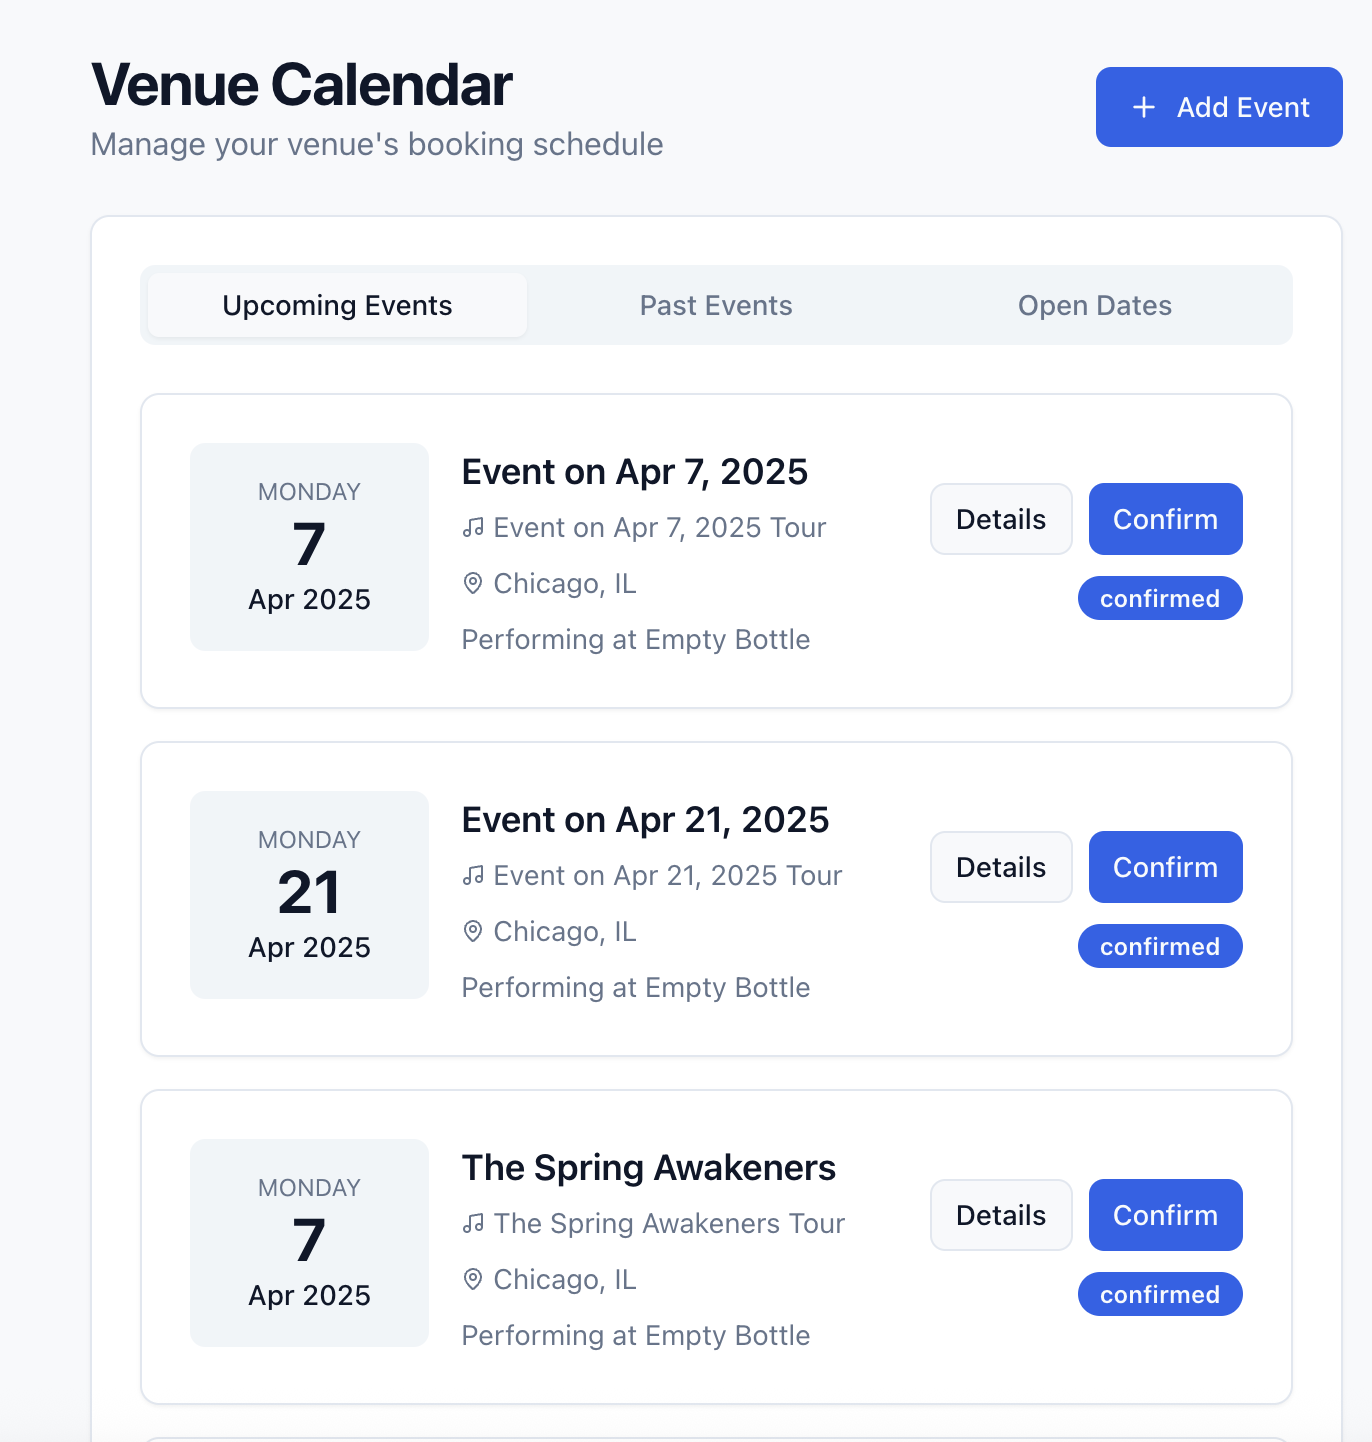 Venue Calendar
Manage your venue's booking schedule
Add Event
Upcoming Events
Past Events
Open Dates
MONDAY
7
Apr 2025
Event on Apr 7, 2025
Event on Apr 7, 2025 Tour
Chicago, IL
Performing at Empty Bottle
Details
Confirm
confirmed
MONDAY
21
Apr 2025
Event on Apr 21, 2025
Event on Apr 21, 2025 Tour
Chicago, IL
Performing at Empty Bottle
Details
Confirm
confirmed
MONDAY
7
Apr 2025
The Spring Awakeners
The Spring Awakeners Tour
Chicago, IL
Performing at Empty Bottle
Details
Confirm
confirmed